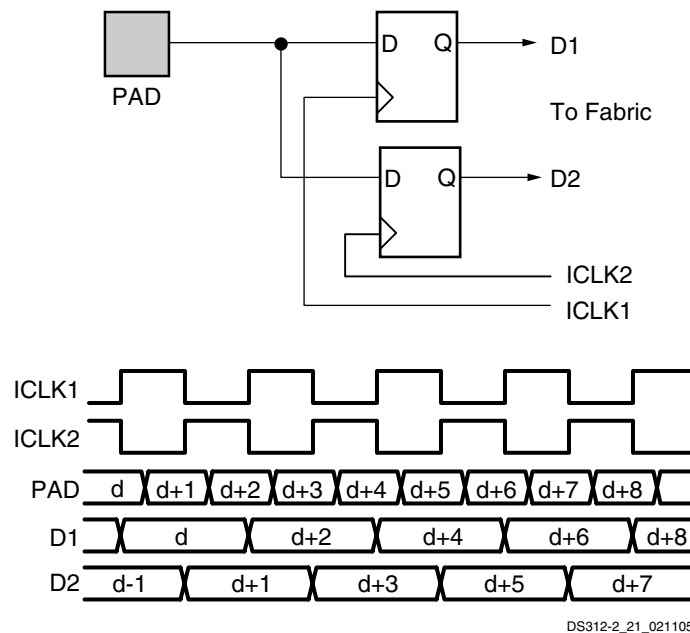 D Q D1
PAD
To Fabric
D Q D2
ICLK2
ICLK1
ICLK1
ICLK2
PAD d d+1 d+2 d+3 d+4 d+5 d+6 d+7 d+8
D1 d d+2 d+4 d+6 d+8
D2 d-1 d+1 d+3 d+5 d+7
DS312-2_21_021105